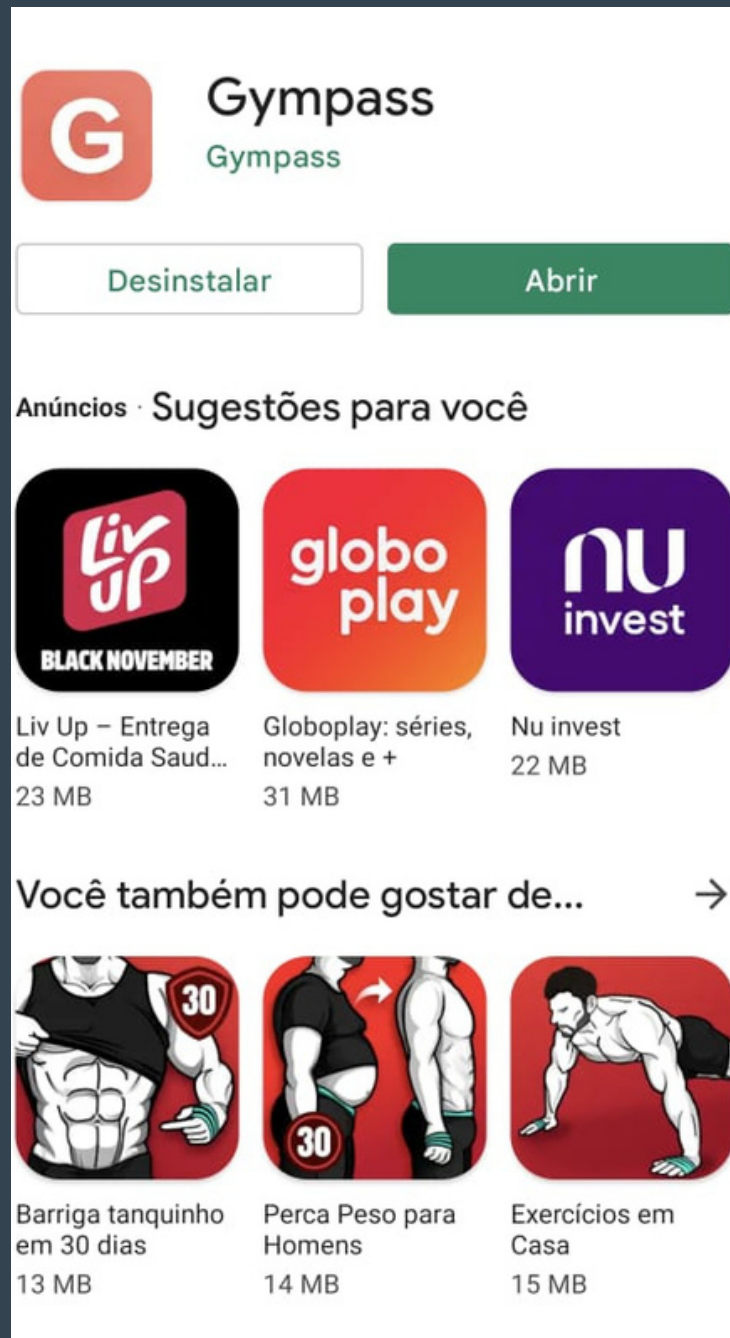 G
Gympass
Gympass
Desinstalar
Abrir
Anúncios · Sugestões para você
Liv
up
BLACK NOVEMBER
globo
play
nu
invest
Liv Up – Entrega
de Comida Saud...
23 MB
Globoplay: séries,
novelas e +
31 MB
Nu invest
22 MB
Você também pode gostar de...
30
30
Barriga tanquinho
em 30 dias
13 MB
Perca Peso para
Homens
14 MB
Exercícios em
Casa
15 MB